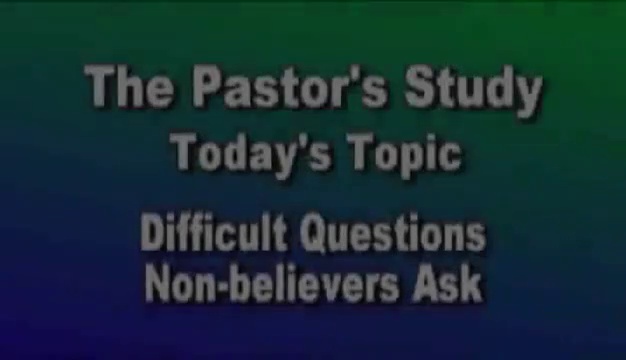 The Pastor's Study
Today's Topic
Difficult Questions
Non-believers Ask